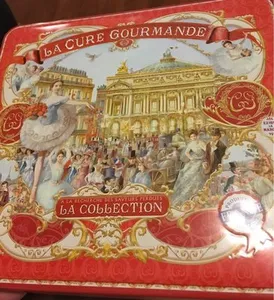 LA CURE GOURMANDE
A LA RECHERCHE DES SAVEURS PERDUES
LA COLLECTION